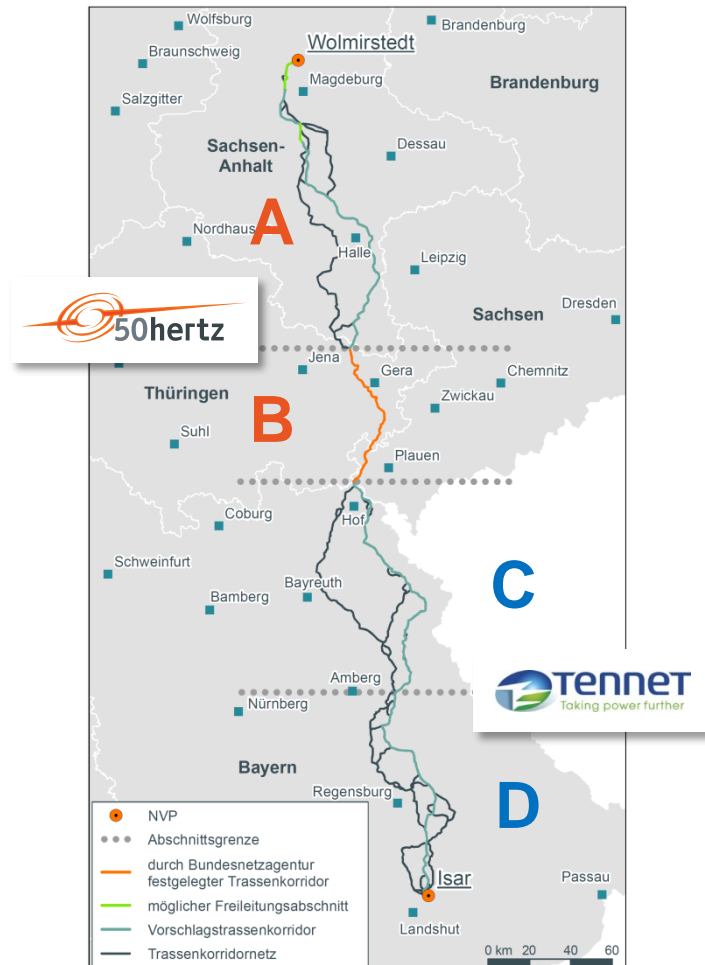 Wolfsburg
Brandenburg
Wolmirstedt
Braunschweig
Magdeburg
Brandenburg
Salzgitter
Sachsen-
Anhalt
Dessau
A
Nordhaus
Halle
Leipzig
Dresden
Sachsen
50hertz
Jena
Gera
Chemnitz
Thüringen
Zwickau
B
Suhl
Plauen
Coburg
Hof
Schweinfurt
C
Bayreuth
Bamberg
Amberg
TENNET
Taking power further
Nürnberg
Bayern
Regensburg
D
NVP
Abschnittsgrenze
durch Bundesnetzagentur
festgelegter Trassenkorridor
möglicher Freileitungsabschnitt
Vorschlagstrassenkorridor
Trassenkorridornetz
Isar
Passau
Landshut
0 km 20 40 60